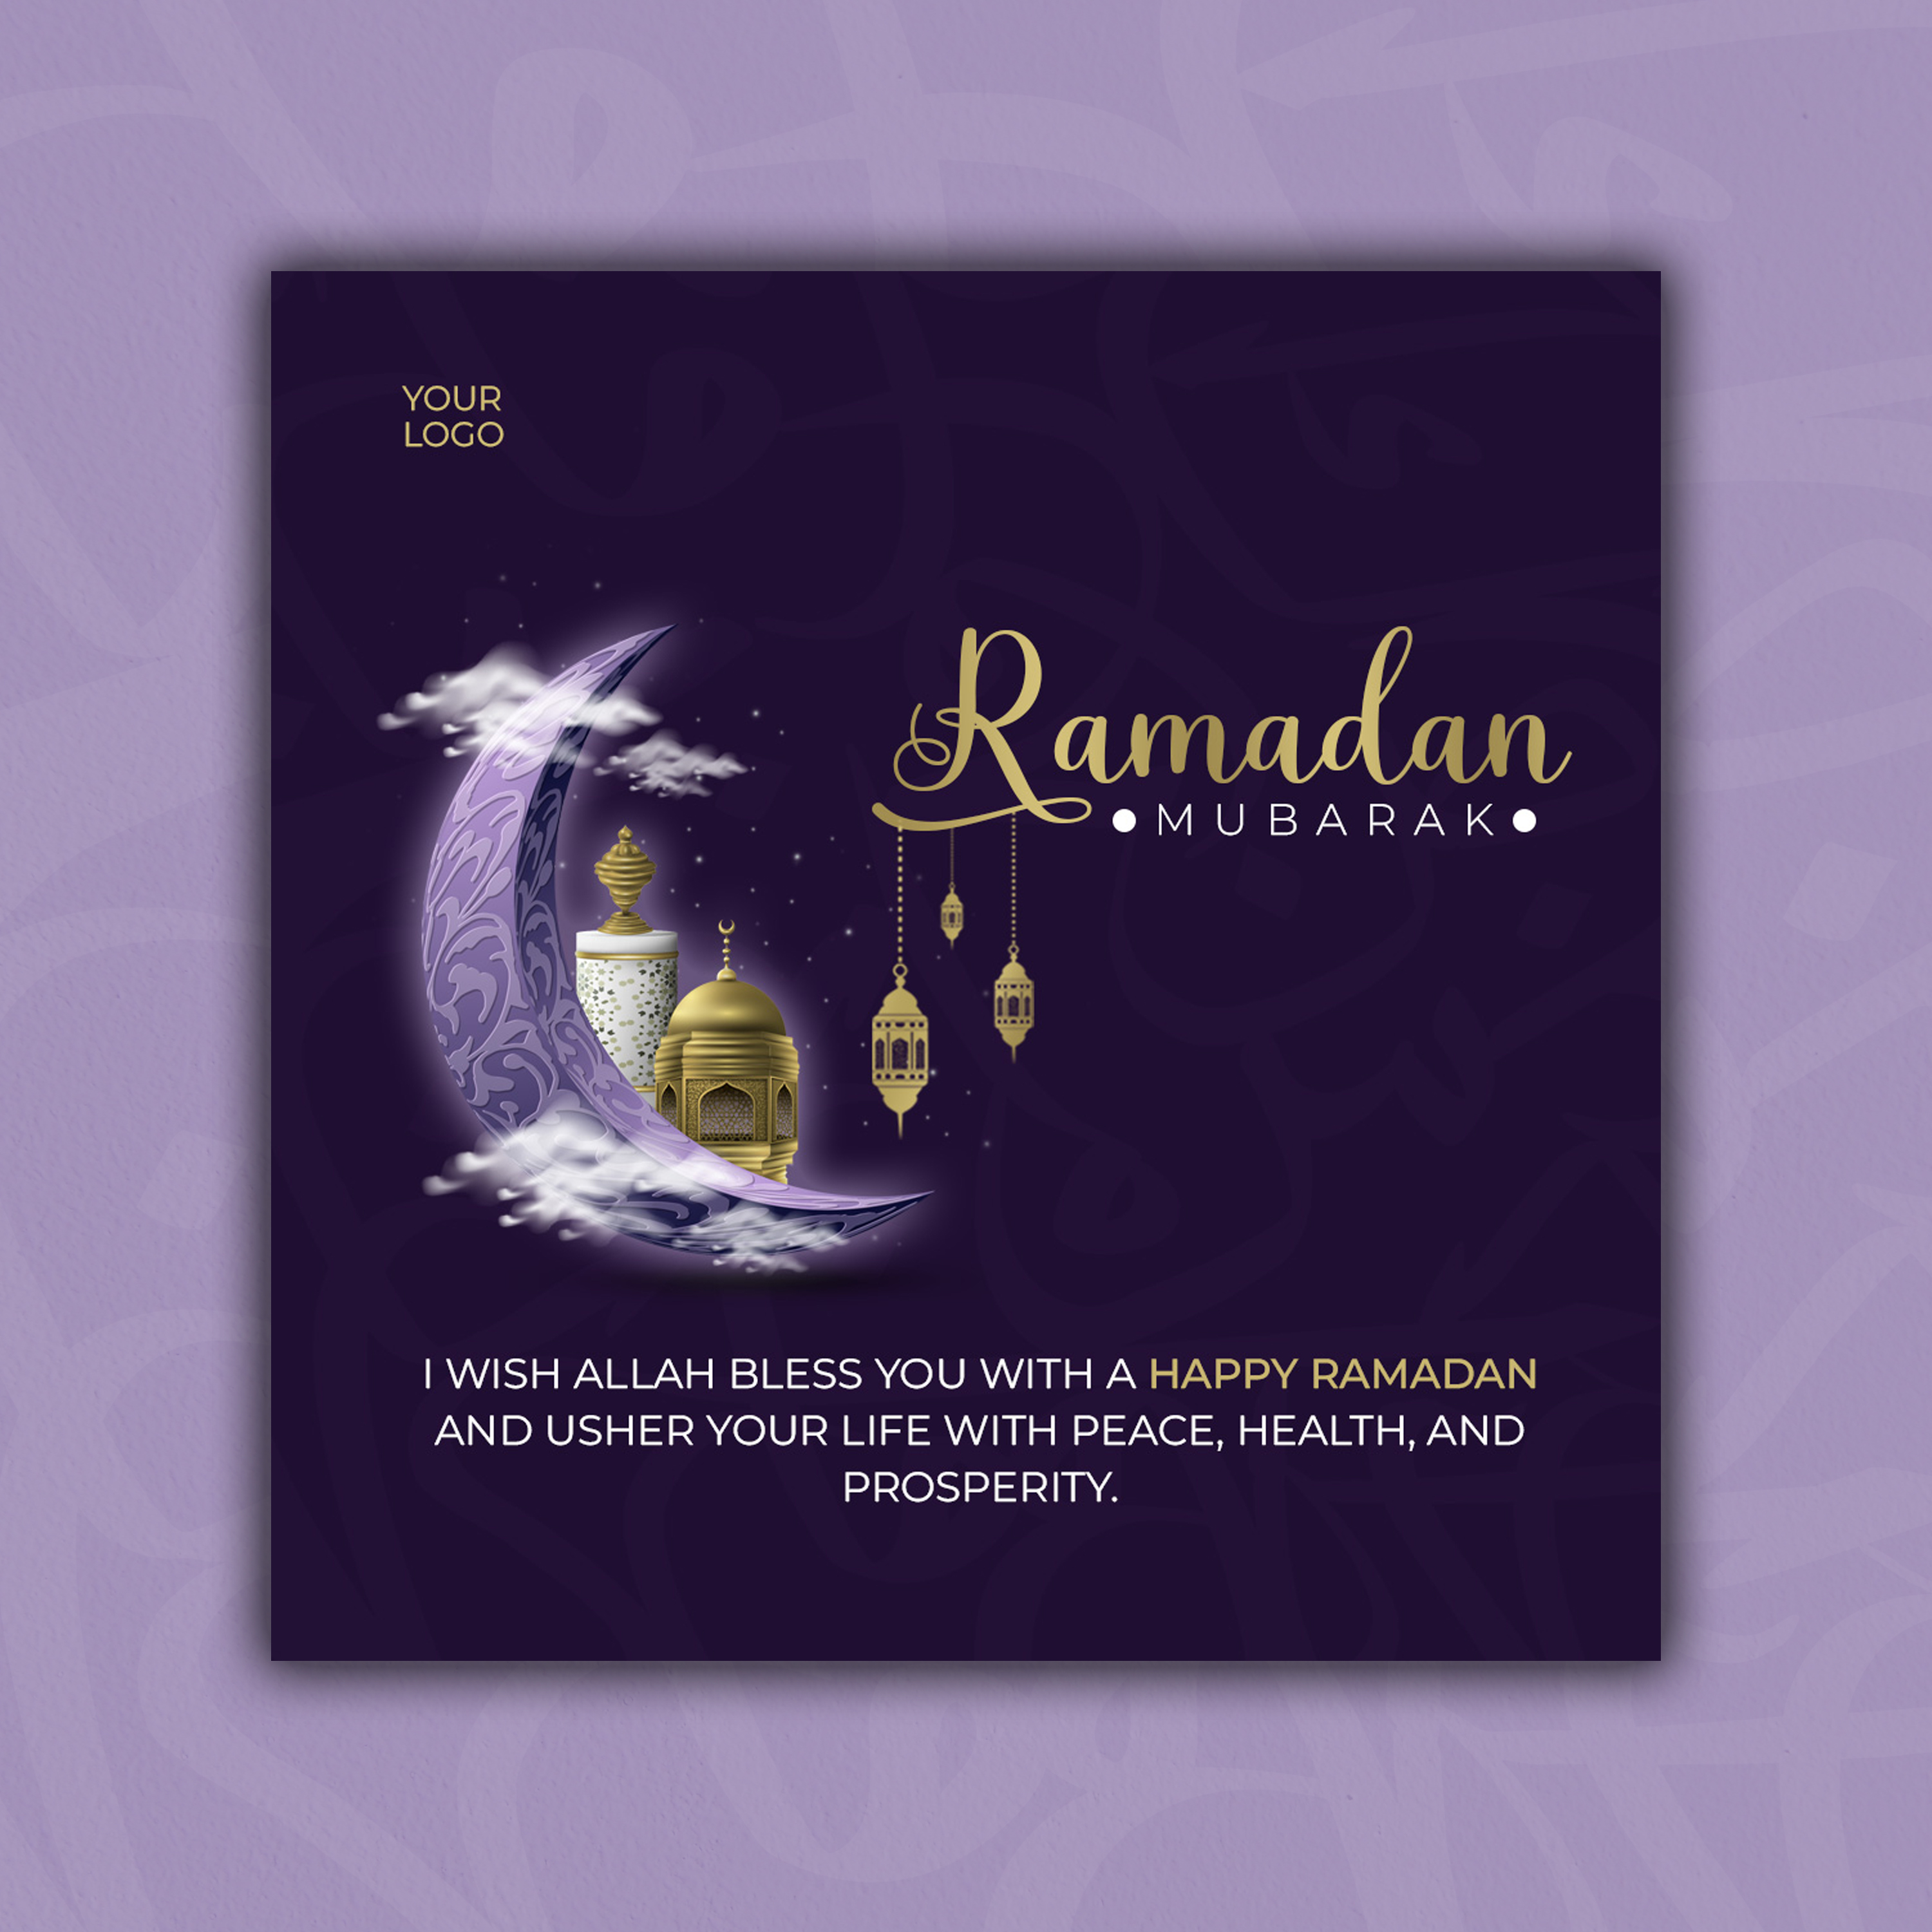 YOUR
LOGO
Ramadan
•MUBARAK•
I WISH ALLAH BLESS YOU WITH A HAPPY RAMADAN
AND USHER YOUR LIFE WITH PEACE, HEALTH, AND
PROSPERITY.